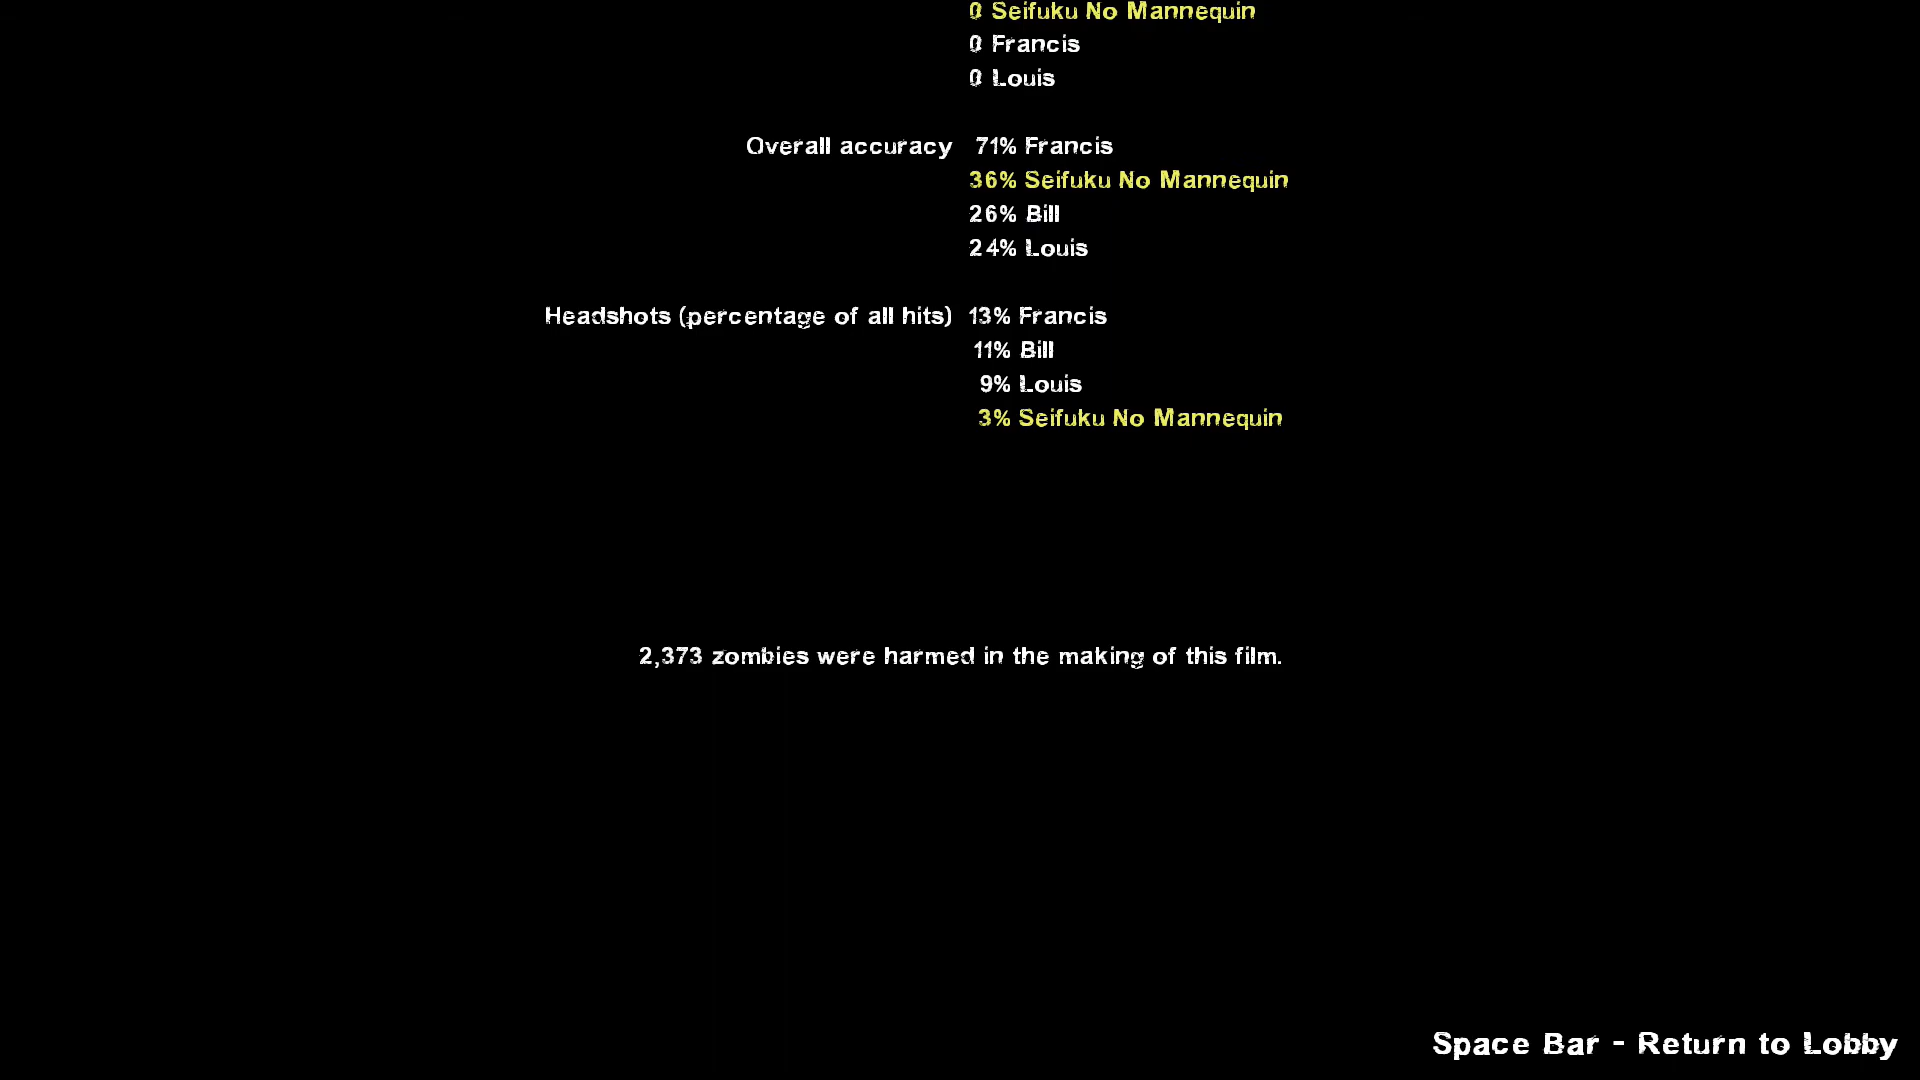 0 Seifuku No Mannequin
0 Francis
0 Louis
Overall accuracy 71% Francis
36% Seifuku No Mannequin
26% Bill
24% Louis
Headshots (percentage of all hits) 13% Francis
11% Bill
9% Louis
3% Seifuku No Mannequin
2,373 zombies were harmed in the making of this film.
Space Bar - Return to Lobby